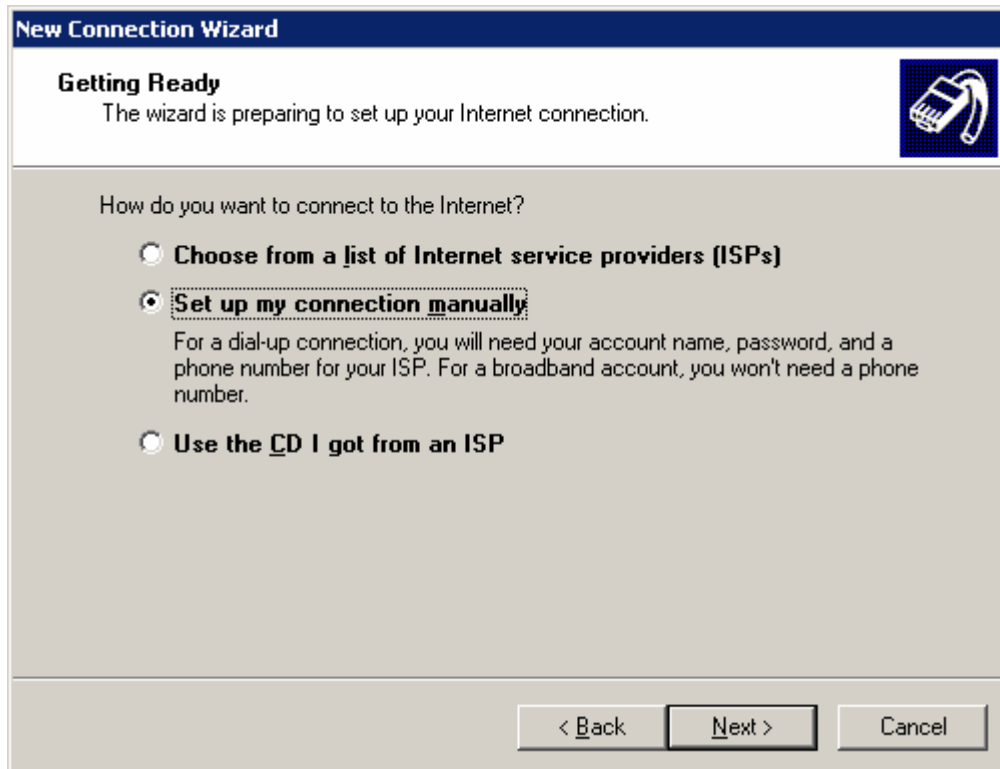 New Connection Wizard
Getting Ready
The wizard is preparing to set up your Internet connection.
How do you want to connect to the Internet?
Choose from a list of Internet service providers (ISPs)
Set up my connection manually
For a dial-up connection, you will need your account name, password, and a
phone number for your ISP. For a broadband account, you won't need a phone
number.
Use the CD I got from an ISP
< Back
Next >
Cancel